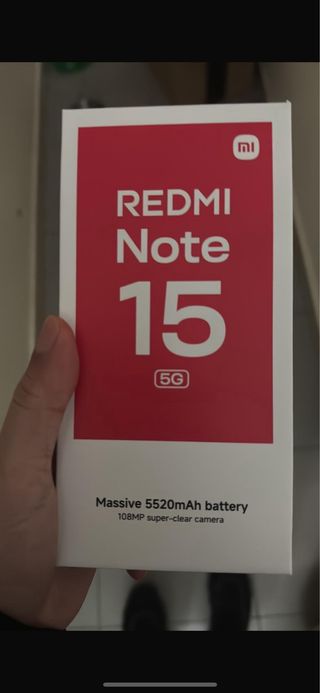 mi
REDMI
Note
15
5G
Massive 5520mAh battery
108MP super-clear camera